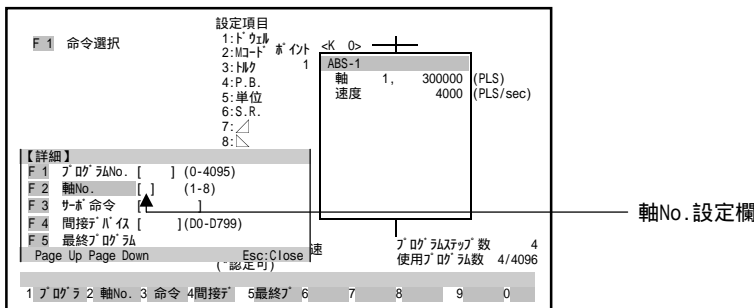 設定項目
F 1 命令選択
1:ドウェル
2:Mコード
3:トルク
4:P.B.
5:単位
6:S.R.
7:
8:
ポイント
1
<K 0>
ABS-1
軸 1, 300000 (PLS)
速度 4000 (PLS/sec)
【詳細】
F 1 プログラムNo. [ ] (0-4095)
F 2 軸No. [ ] (1-8)
F 3 サーボ命令 [ ]
F 4 間接デバイス [ ](D0-D799)
F 5 最終プログラム
Page Up Page Down Esc:Close
軸No.設定欄
速
(*認定可)
プログラムステップ数 4
使用プログラム数 4/4096
1 プログラ 2 軸No. 3 命令 4間接デ 5最終プ 6 7 8 9 0